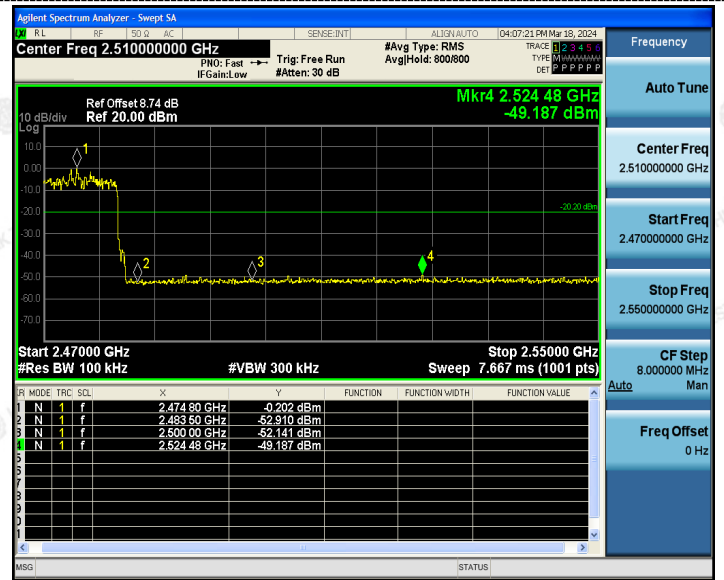 Agilent Spectrum Analyzer - Swept SA
LXI RL RF 50 Ω AC SENSE:INT ALIGN AUTO 04:07:21 PM Mar 18, 2024
Center Freq 2.510000000 GHz #Avg Type: RMS TRACE 1 2 3 4 5 6
PNO: Fast Trig: Free Run Avg|Hold: 800/800 TYPE M WWWWW
IFGain:Low #Atten: 30 dB DET P P P P P P
Frequency
Auto Tune
Mkr4 2.524 48 GHz
-49.187 dBm
Ref Offset 8.74 dB
10 dB/div Ref 20.00 dBm
Log
10.0
0.00
-10.0
-20.0
-30.0
-40.0
-50.0
-60.0
-70.0
1
2
3
4
-20.20 dBm
Start 2.47000 GHz Stop 2.55000 GHz
#Res BW 100 kHz #VBW 300 kHz Sweep 7.667 ms (1001 pts)
Center Freq
2.510000000 GHz
Start Freq
2.470000000 GHz
Stop Freq
2.550000000 GHz
CF Step
8.000000 MHz
Auto Man
Freq Offset
0 Hz
MODE TRC SCL X Y FUNCTION FUNCTION WIDTH FUNCTION VALUE
1 N 1 f 2.474 80 GHz -0.202 dBm
2 N 1 f 2.483 50 GHz -52.910 dBm
3 N 1 f 2.500 00 GHz -52.141 dBm
4 N 1 f 2.524 48 GHz -49.187 dBm
5
6
7
8
9
MSG STATUS